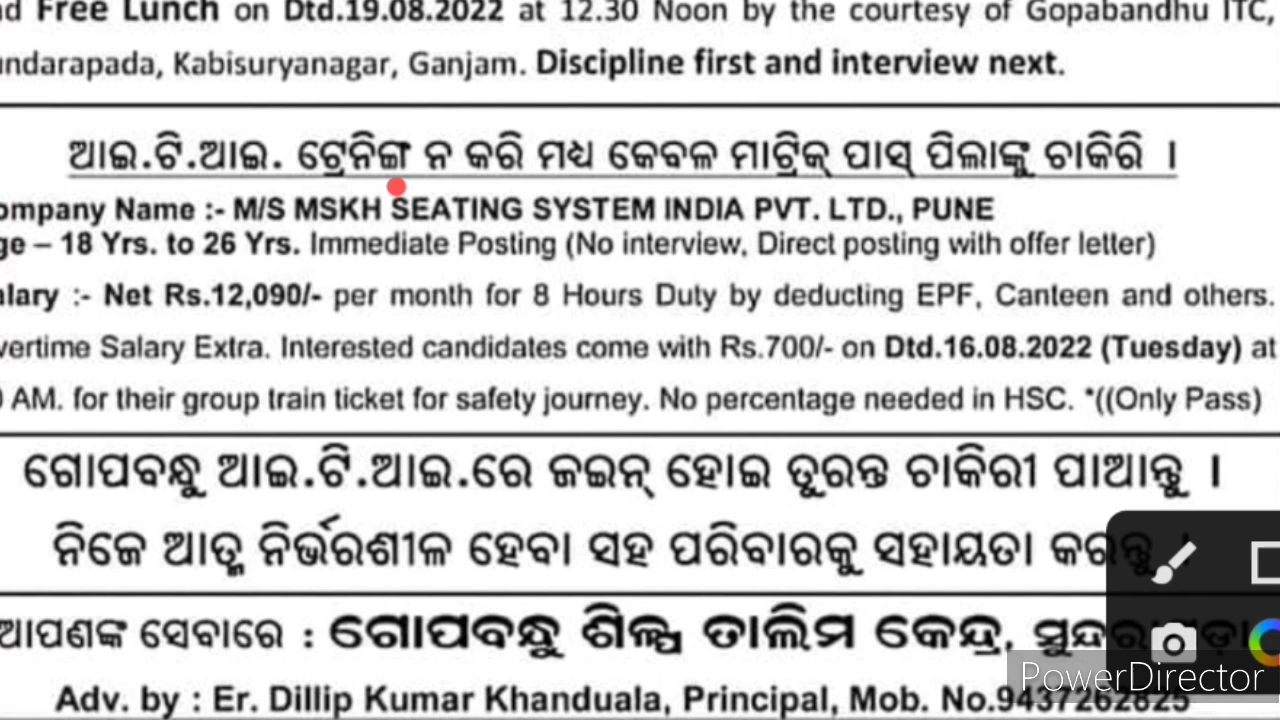 Free Lunch on Dtd.19.08.2022 at 12.30 Noon by the courtesy of Gopabandhu ITC,
Kabisuryanagar, Ganjam. Discipline first and interview next.
ଆଇ.ଟି.ଆଇ. ଟ୍ରେନିଙ୍ଗ ନ କରି ମଧ୍ୟ କେବଳ ମାଟ୍ରିକ୍ ପାସ୍ ପିଲାଙ୍କୁ ଚାକିରି ।
ompany Name :- M/S MSKH SEATING SYSTEM INDIA PVT. LTD., PUNE
ge – 18 Yrs. to 26 Yrs. Immediate Posting (No interview, Direct posting with offer letter)
alary :- Net Rs.12,090/- per month for 8 Hours Duty by deducting EPF, Canteen and others.
vertime Salary Extra. Interested candidates come with Rs.700/- on Dtd.16.08.2022 (Tuesday) at
AM. for their group train ticket for safety journey. No percentage needed in HSC. *((Only Pass)
ଗୋପବନ୍ଧୁ ଆଇ.ଟି.ଆଇ.ରେ ଜଇନ୍ ହୋଇ ତୁରନ୍ତ ଚାକିରୀ ପାଆନ୍ତୁ ।
ନିଜେ ଆତ୍ମ ନିର୍ଭରଶୀଳ ହେବା ସହ ପରିବାରକୁ ସହାୟତା କରନ୍ତୁ ।
ଆପଣଙ୍କ ସେବାରେ : ଗୋପବନ୍ଧୁ ଶିଳ୍ପ ତାଲିମ କେନ୍ଦ୍ର,
PowerDirector
Adv. by : Er. Dillip Kumar Khanduala, Principal, Mob. No.9437262825